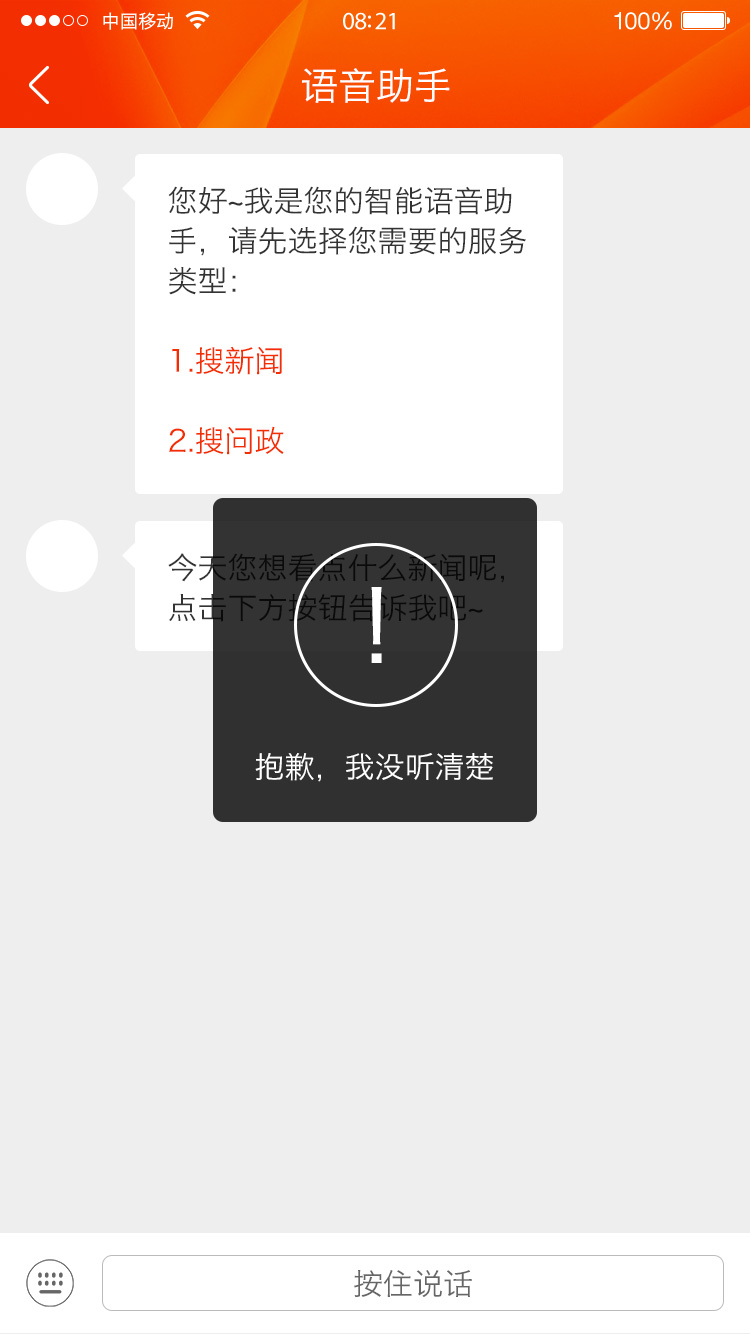 中国移动
08:21
100%
语音助手
您好~我是您的智能语音助
手，请先选择您需要的服务
类型：
1.搜新闻
2.搜问政
今天您想看点什么新闻呢，
点击下方按钮告诉我吧~
!
抱歉，我没听清楚
按住说话